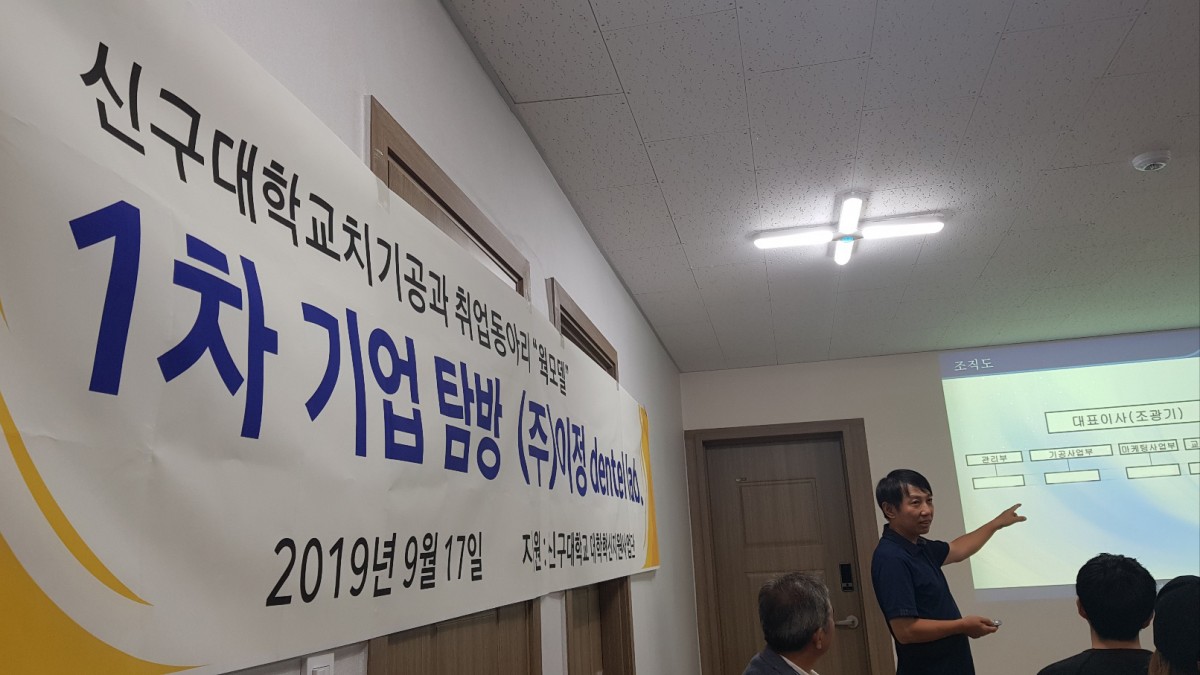 신구대학교치기공과 취업동아리 "웍모델"
1차 기업 탐방 (주)이정 dentel lab.
2019년 9월 17일
지원 : 신구대학교 대학혁신지원사업단
조직도
대표이사(조광기)
관리부 기공사업부 마케팅사업부 교